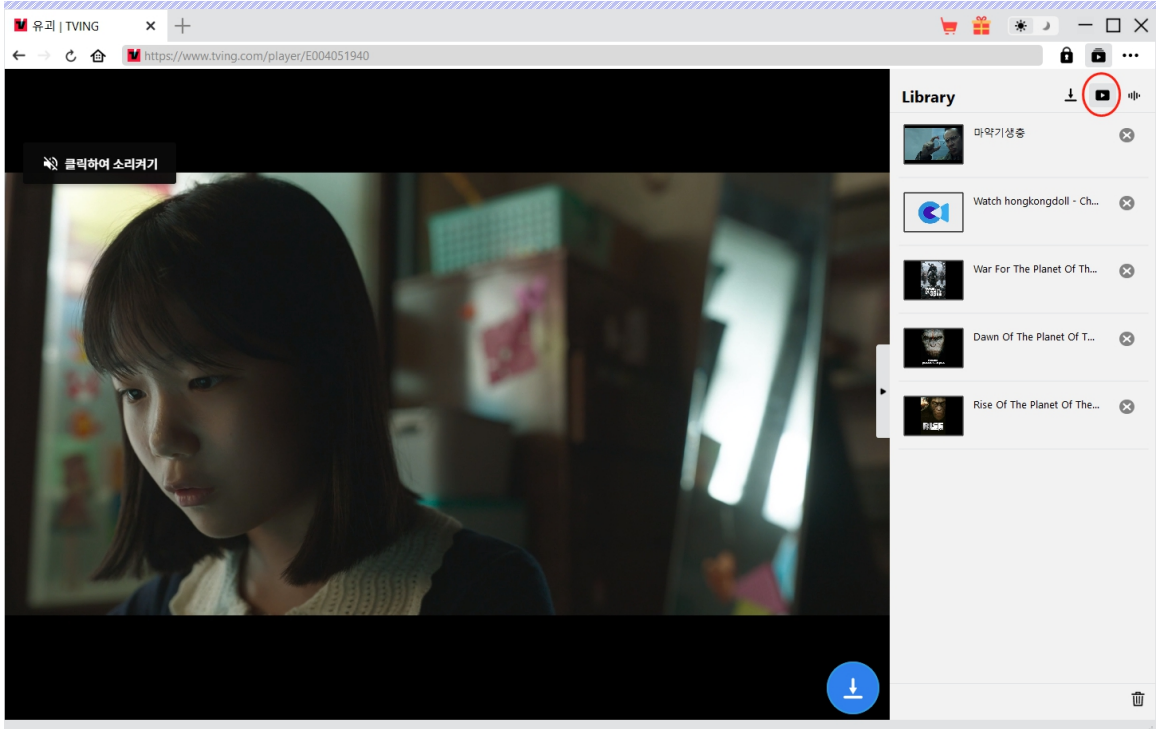 유괴 | TVING
https://www.tving.com/player/E004051940
클릭하여 소리켜기
Library
마약기생충
Watch hongkongdoll - Ch...
War For The Planet Of Th...
Dawn Of The Planet Of T...
Rise Of The Planet Of The...
RISE